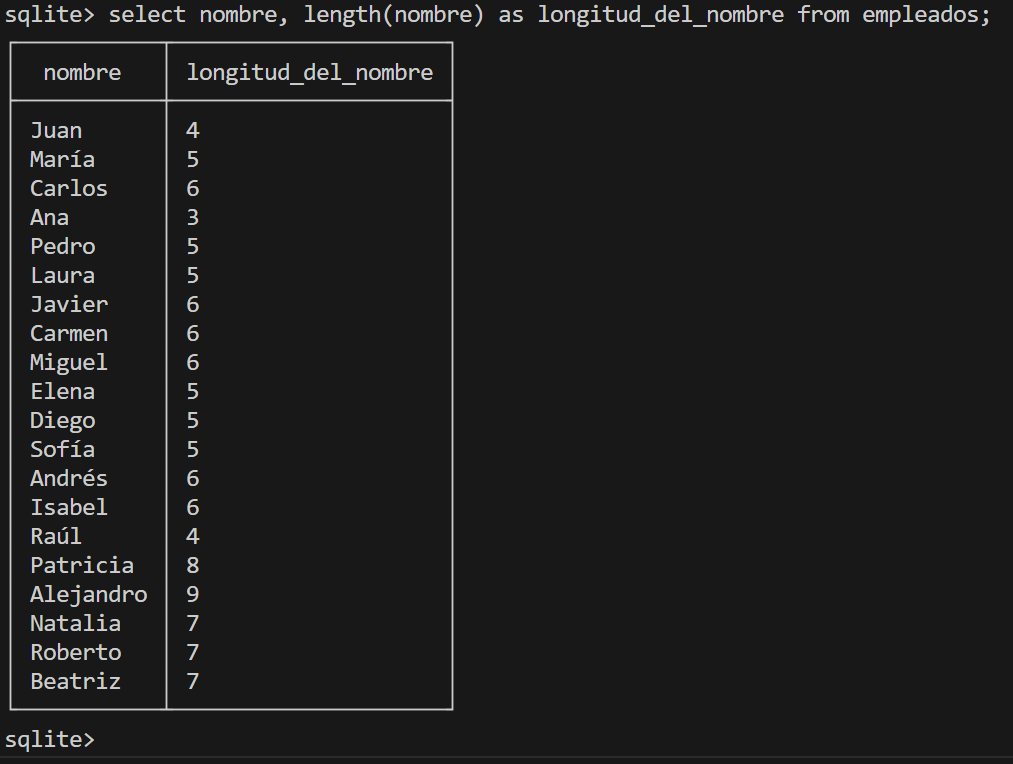 sqlite> select nombre, length(nombre) as longitud_del_nombre from empleados;
nombre longitud_del_nombre
Juan 4
María 5
Carlos 6
Ana 3
Pedro 5
Laura 5
Javier 6
Carmen 6
Miguel 6
Elena 5
Diego 5
Sofía 5
Andrés 6
Isabel 6
Raúl 4
Patricia 8
Alejandro 9
Natalia 7
Roberto 7
Beatriz 7
sqlite>